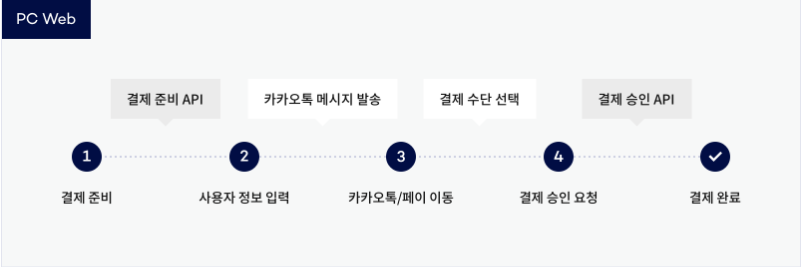 PC Web
결제 준비 API
카카오톡 메시지 발송
결제 수단 선택
결제 승인 API
1
2
3
4
결제 준비
사용자 정보 입력
카카오톡/페이 이동
결제 승인 요청
결제 완료